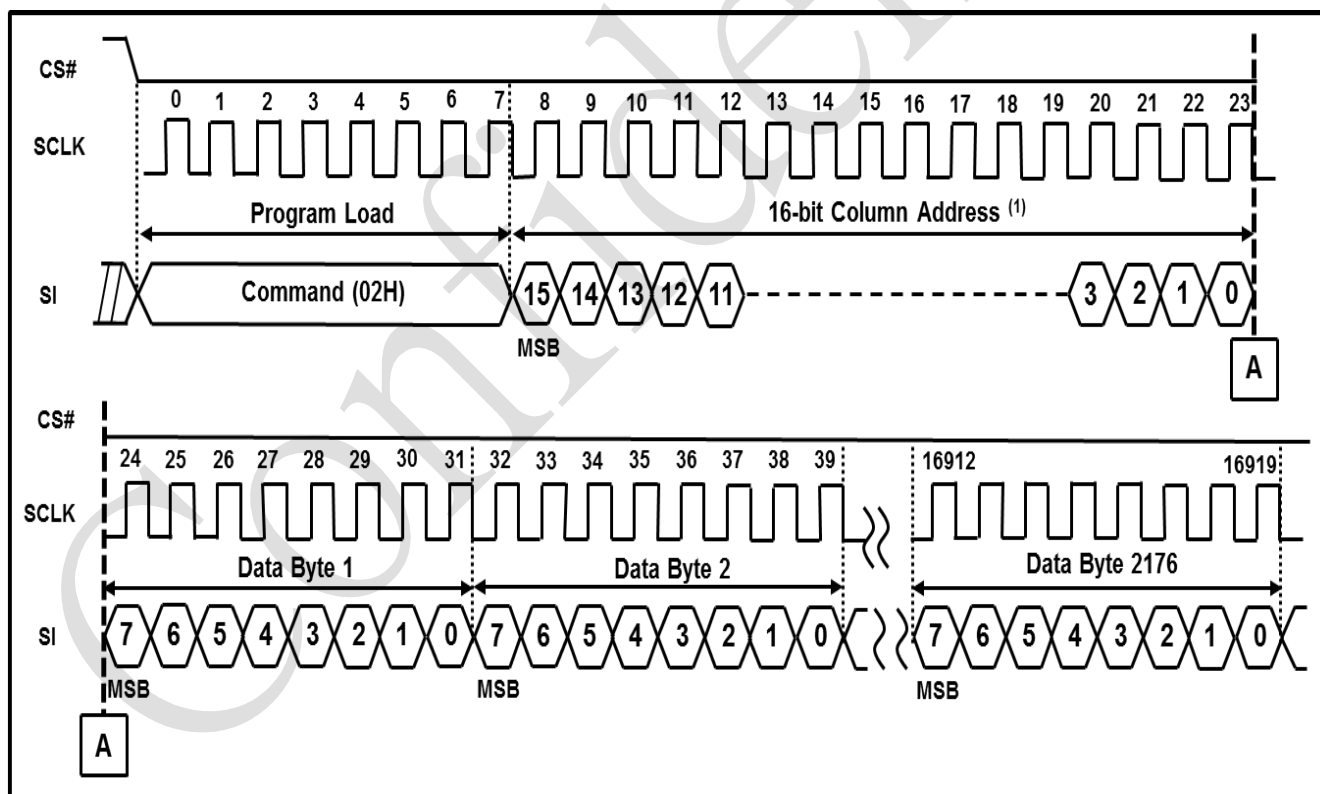 CS#
0 1 2 3 4 5 6 7 8 9 10 11 12 13 14 15 16 17 18 19 20 21 22 23
SCLK
Program Load 16-bit Column Address (1)
SI Command (02H) 15 14 13 12 11 3 2 1 0
MSB
A
CS#
24 25 26 27 28 29 30 31 32 33 34 35 36 37 38 39 16912 16919
SCLK
Data Byte 1 Data Byte 2 Data Byte 2176
SI 7 6 5 4 3 2 1 0 7 6 5 4 3 2 1 0 7 6 5 4 3 2 1 0
MSB MSB MSB
A